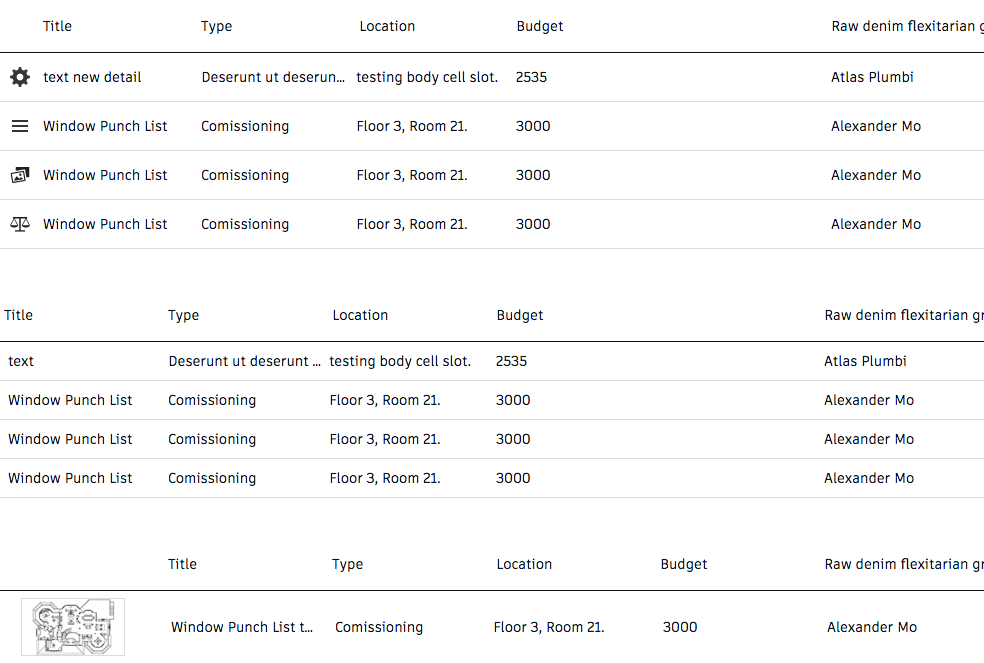 Title Type Location Budget Raw denim flexitarian
text new detail Deserunt ut deserun... testing body cell slot. 2535 Atlas Plumbi
Window Punch List Comissioning Floor 3, Room 21. 3000 Alexander Mo
Window Punch List Comissioning Floor 3, Room 21. 3000 Alexander Mo
Window Punch List Comissioning Floor 3, Room 21. 3000 Alexander Mo
Title Type Location Budget Raw denim flexitarian gr
text Deserunt ut deserunt ... testing body cell slot. 2535 Atlas Plumbi
Window Punch List Comissioning Floor 3, Room 21. 3000 Alexander Mo
Window Punch List Comissioning Floor 3, Room 21. 3000 Alexander Mo
Window Punch List Comissioning Floor 3, Room 21. 3000 Alexander Mo
Title Type Location Budget Raw denim flexitarian gr
Window Punch List t... Comissioning Floor 3, Room 21. 3000 Alexander Mo